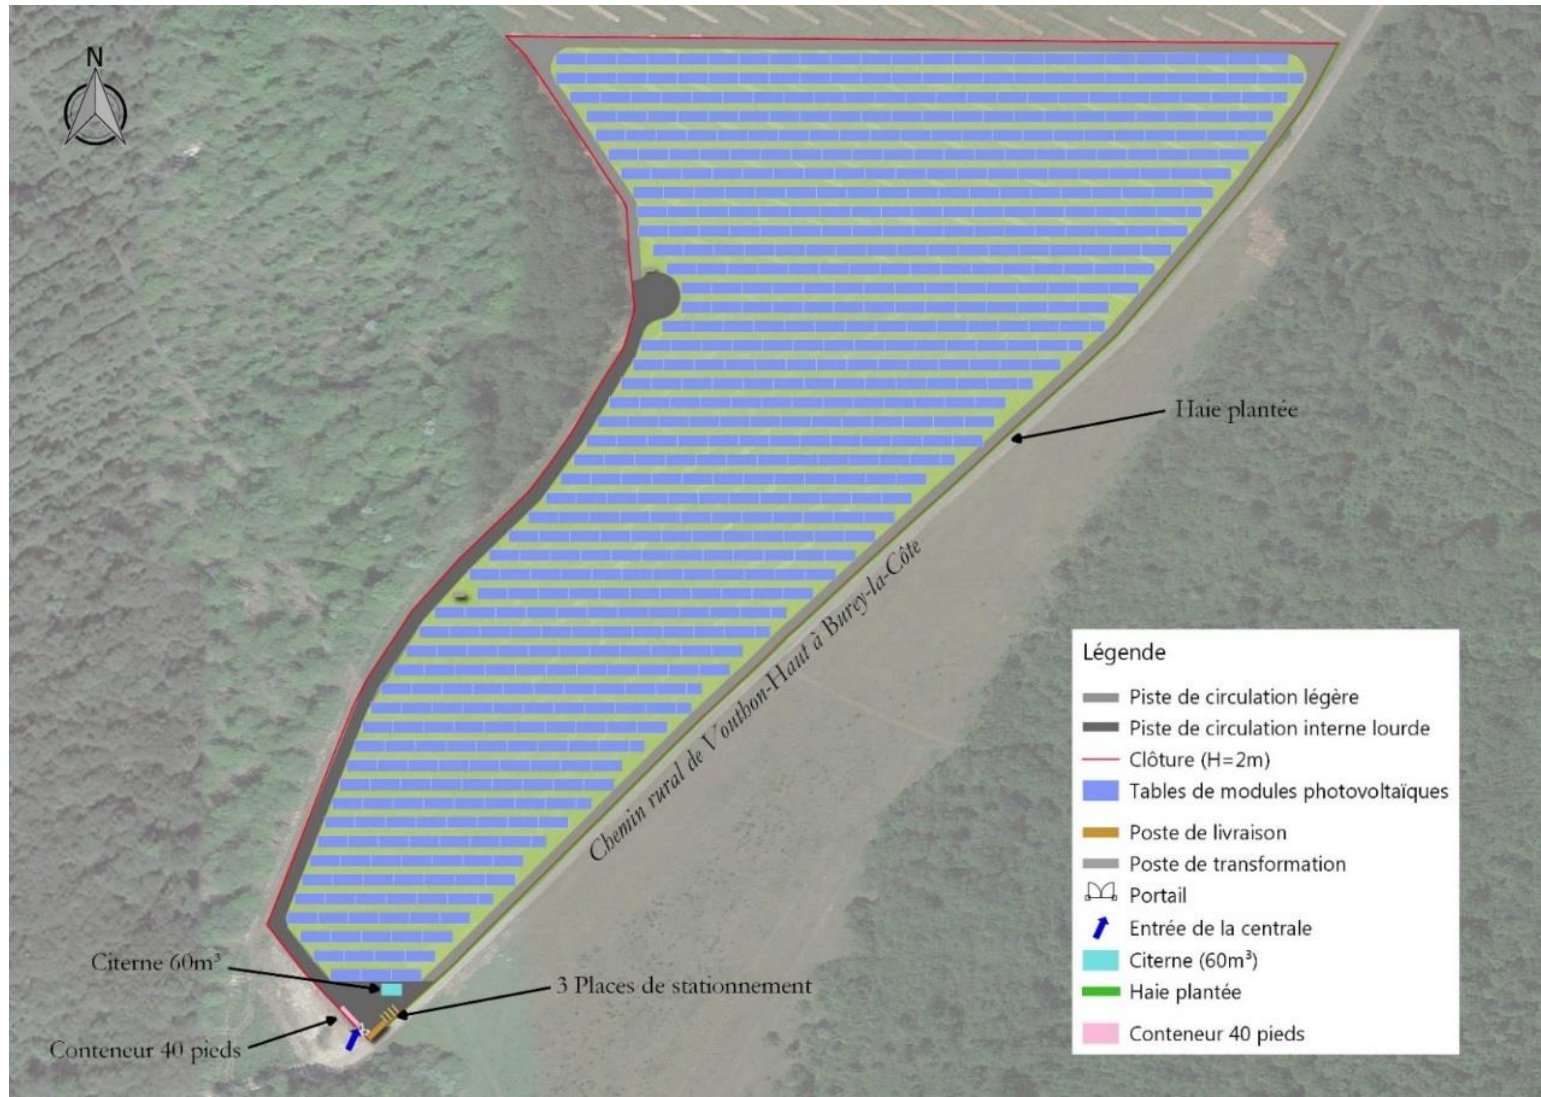 N
Haie plantée
Chemin rural de Vouthon-Haut à Burey-la-Côte
Citerne 60m³
3 Places de stationnement
Conteneur 40 pieds
Légende
Piste de circulation légère
Piste de circulation interne lourde
Clôture (H=2m)
Tables de modules photovoltaïques
Poste de livraison
Poste de transformation
Portail
Entrée de la centrale
Citerne (60m³)
Haie plantée
Conteneur 40 pieds